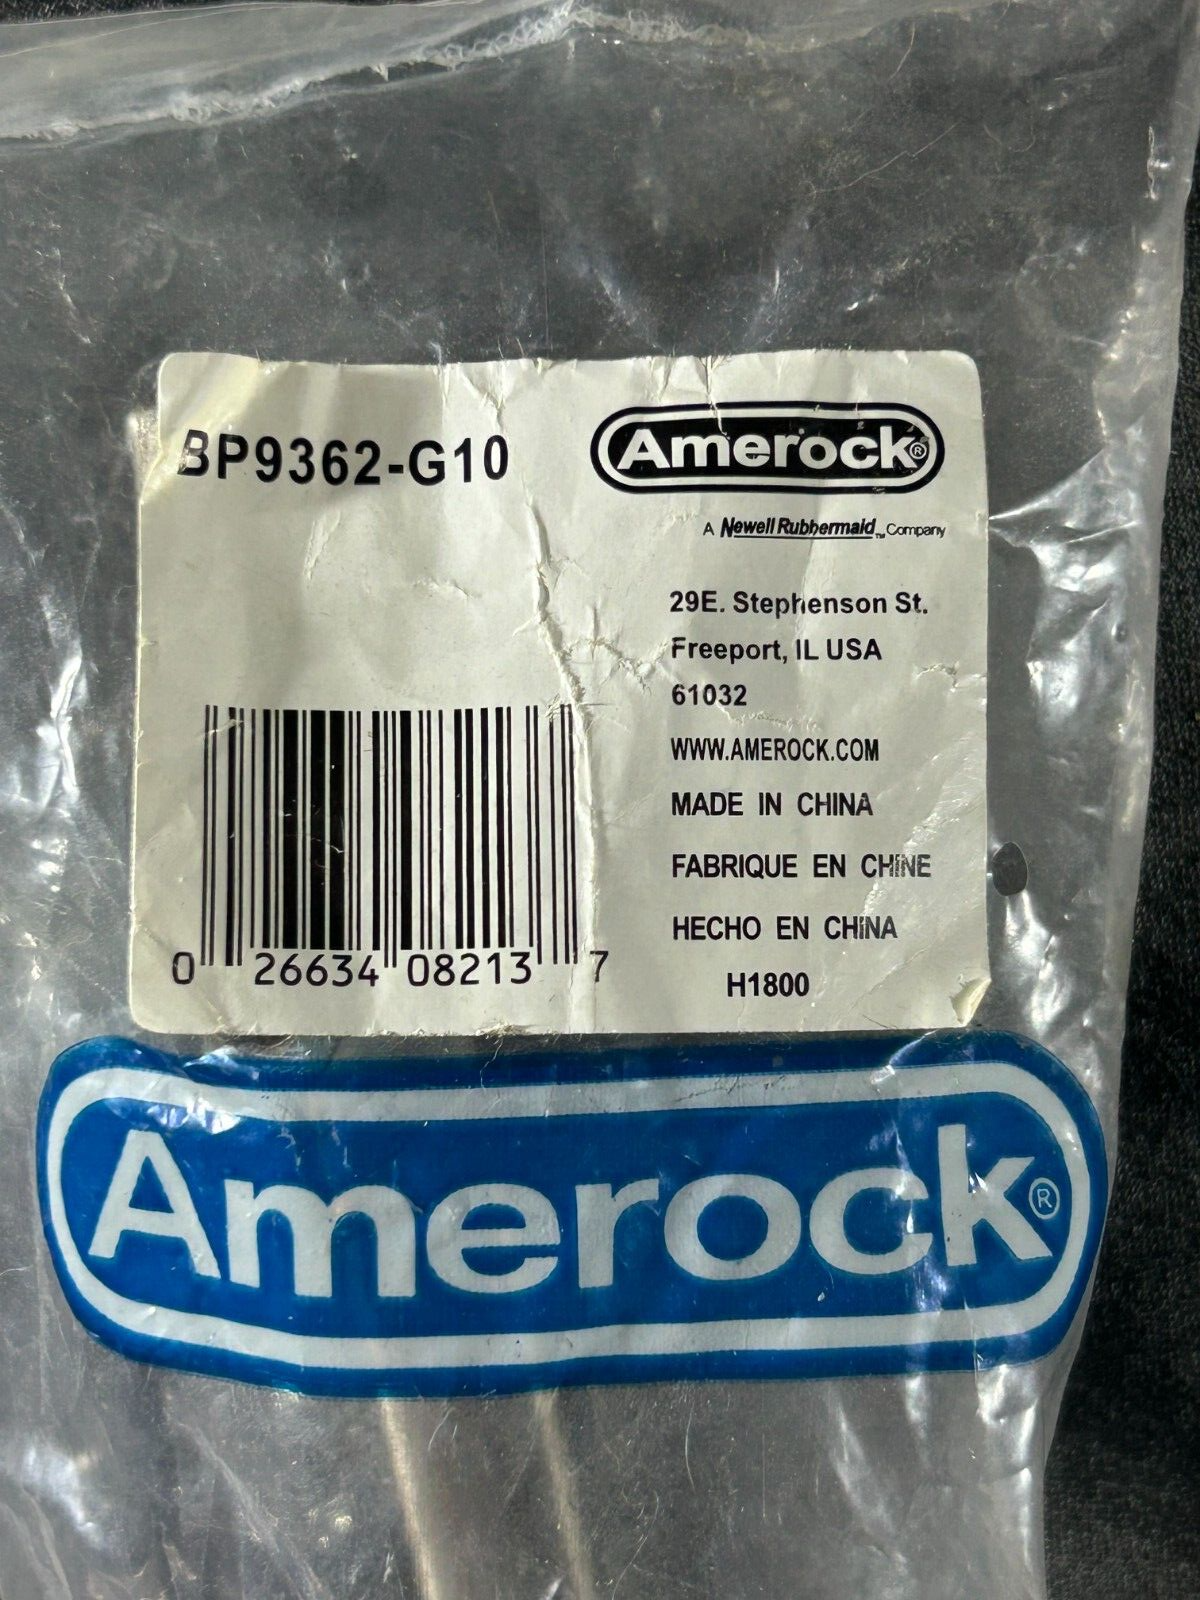 BP9362-G10
Amerock®
A Newell Rubbermaid™ Company
29E. Stephenson St.
Freeport, IL USA
61032
WWW.AMEROCK.COM
MADE IN CHINA
FABRIQUE EN CHINE
HECHO EN CHINA
H1800
0 26634 08213 7
Amerock®